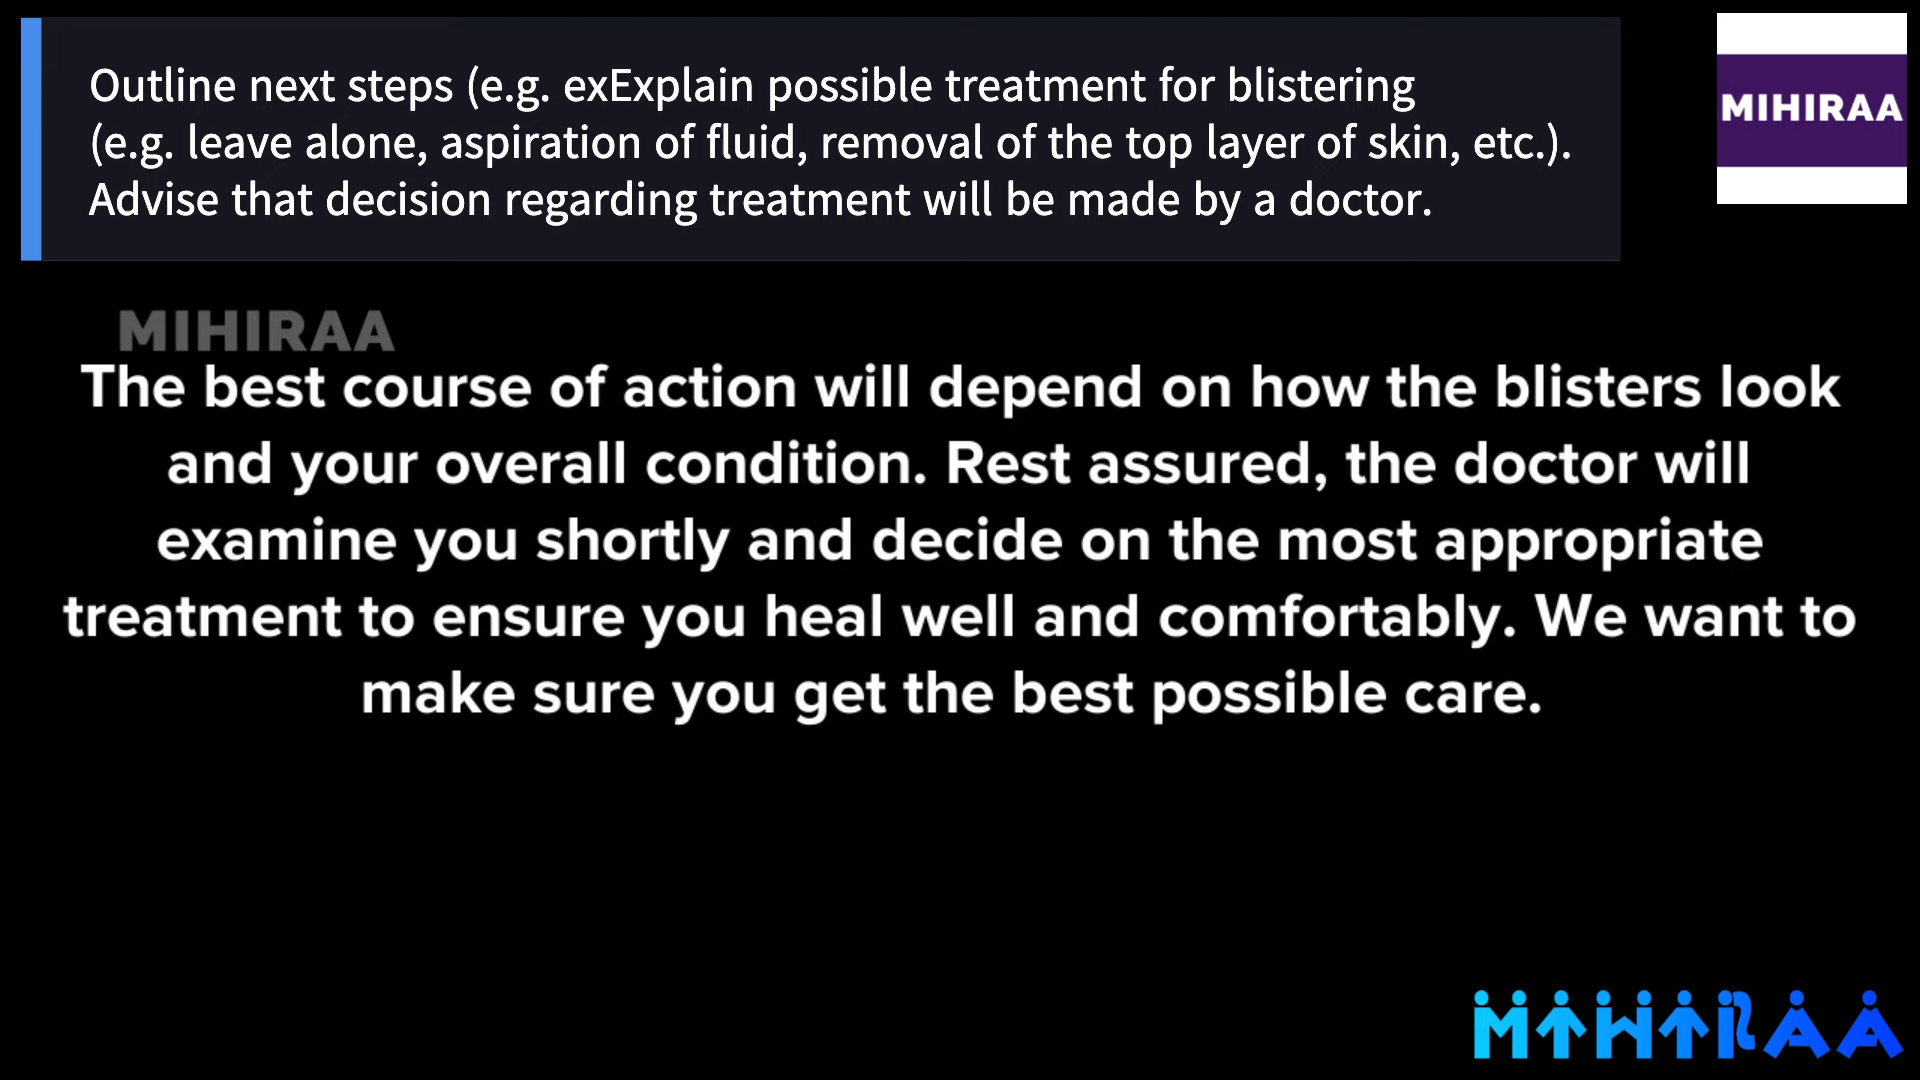 Outline next steps (e.g. exExplain possible treatment for blistering
(e.g. leave alone, aspiration of fluid, removal of the top layer of skin, etc.).
Advise that decision regarding treatment will be made by a doctor.
MIHIRAA
MIHIRAA
The best course of action will depend on how the blisters look
and your overall condition. Rest assured, the doctor will
examine you shortly and decide on the most appropriate
treatment to ensure you heal well and comfortably. We want to
make sure you get the best possible care.
MIHIRAA